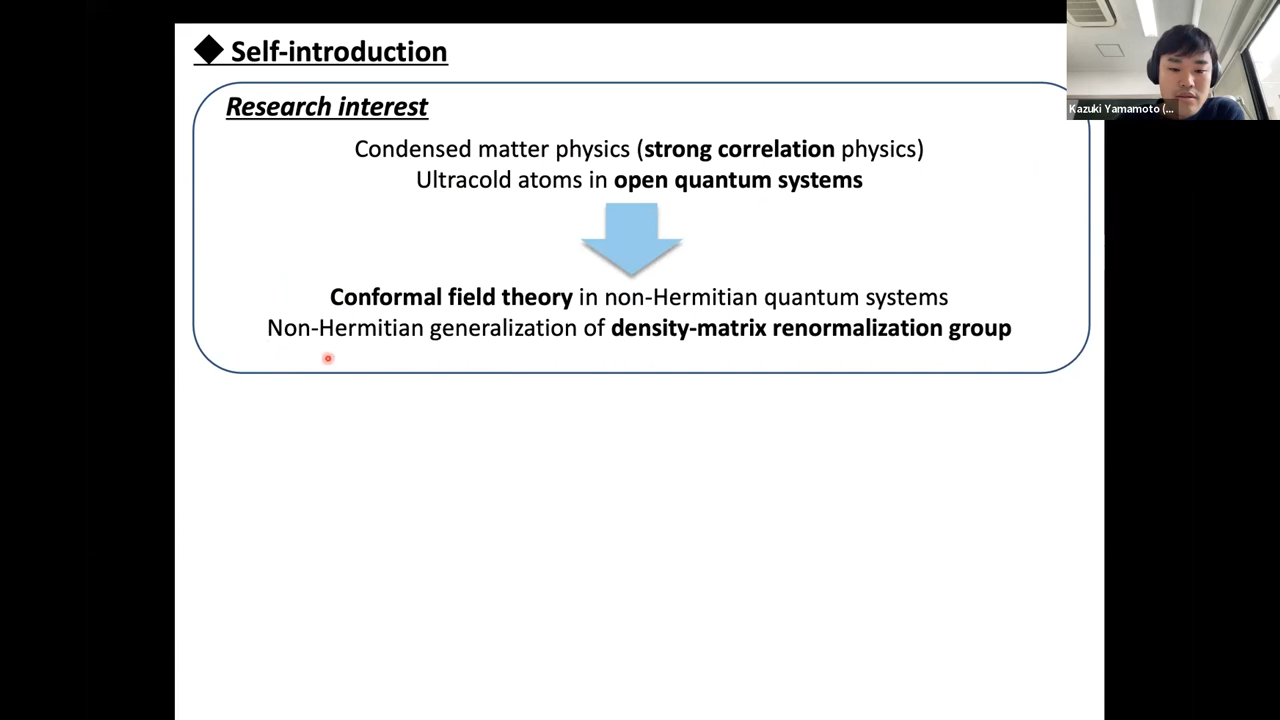 ◆ Self-introduction
Research interest
Condensed matter physics (strong correlation physics)
Ultracold atoms in open quantum systems
Conformal field theory in non-Hermitian quantum systems
Non-Hermitian generalization of density-matrix renormalization group
Kazuki Yamamoto (...